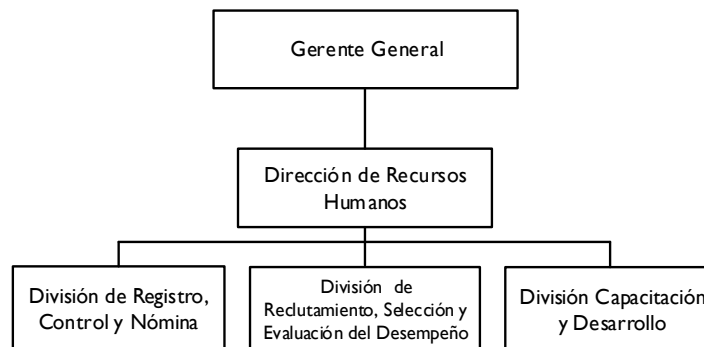 Gerente General
Dirección de Recursos
Humanos
División de Registro,
Control y Nómina
División de
Reclutamiento, Selección y
Evaluación del Desempeño
División Capacitación
y Desarrollo